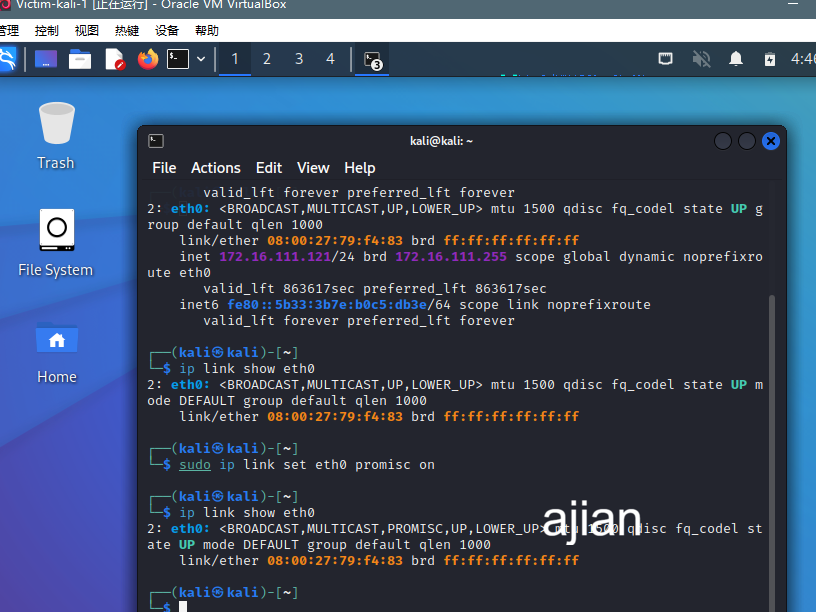 Victim-kali-1 [正在运行] - Oracle VM VirtualBox
管理 控制 视图 热键 设备 帮助
1 2 3 4 3
Trash
File System
Home
kali@kali: ~
File Actions Edit View Help
valid_lft forever preferred_lft forever
2: eth0: <BROADCAST,MULTICAST,UP,LOWER_UP> mtu 1500 qdisc fq_codel state UP g
roup default qlen 1000
link/ether 08:00:27:79:f4:83 brd ff:ff:ff:ff:ff:ff
inet 172.16.111.121/24 brd 172.16.111.255 scope global dynamic noprefixro
ute eth0
valid_lft 863617sec preferred_lft 863617sec
inet6 fe80::5b33:3b7e:b0c5:db3e/64 scope link noprefixroute
valid_lft forever preferred_lft forever
┌──(kali㉿kali)-[~]
└─$ ip link show eth0
2: eth0: <BROADCAST,MULTICAST,UP,LOWER_UP> mtu 1500 qdisc fq_codel state UP m
ode DEFAULT group default qlen 1000
link/ether 08:00:27:79:f4:83 brd ff:ff:ff:ff:ff:ff
┌──(kali㉿kali)-[~]
└─$ sudo ip link set eth0 promisc on
┌──(kali㉿kali)-[~]
└─$ ip link show eth0
2: eth0: <BROADCAST,MULTICAST,PROMISC,UP,LOWER_UP> mtu 1500 qdisc fq_codel st
ate UP mode DEFAULT group default qlen 1000
link/ether 08:00:27:79:f4:83 brd ff:ff:ff:ff:ff:ff
┌──(kali㉿kali)-[~]
└─$
ajian